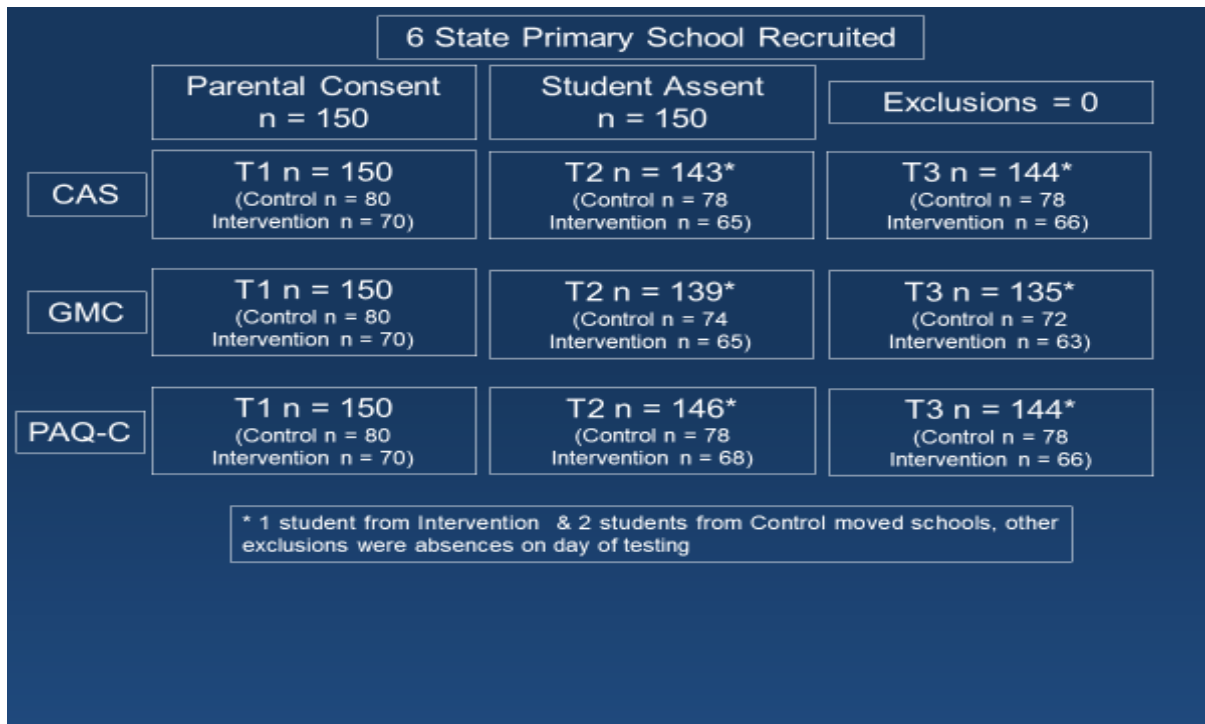 6 State Primary School Recruited
Parental Consent
n = 150
Student Assent
n = 150
Exclusions = 0
CAS
T1 n = 150
(Control n = 80
Intervention n = 70)
T2 n = 143*
(Control n = 78
Intervention n = 65)
T3 n = 144*
(Control n = 78
Intervention n = 66)
GMC
T1 n = 150
(Control n = 80
Intervention n = 70)
T2 n = 139*
(Control n = 74
Intervention n = 65)
T3 n = 135*
(Control n = 72
Intervention n = 63)
PAQ-C
T1 n = 150
(Control n = 80
Intervention n = 70)
T2 n = 146*
(Control n = 78
Intervention n = 68)
T3 n = 144*
(Control n = 78
Intervention n = 66)
* 1 student from Intervention & 2 students from Control moved schools, other
exclusions were absences on day of testing